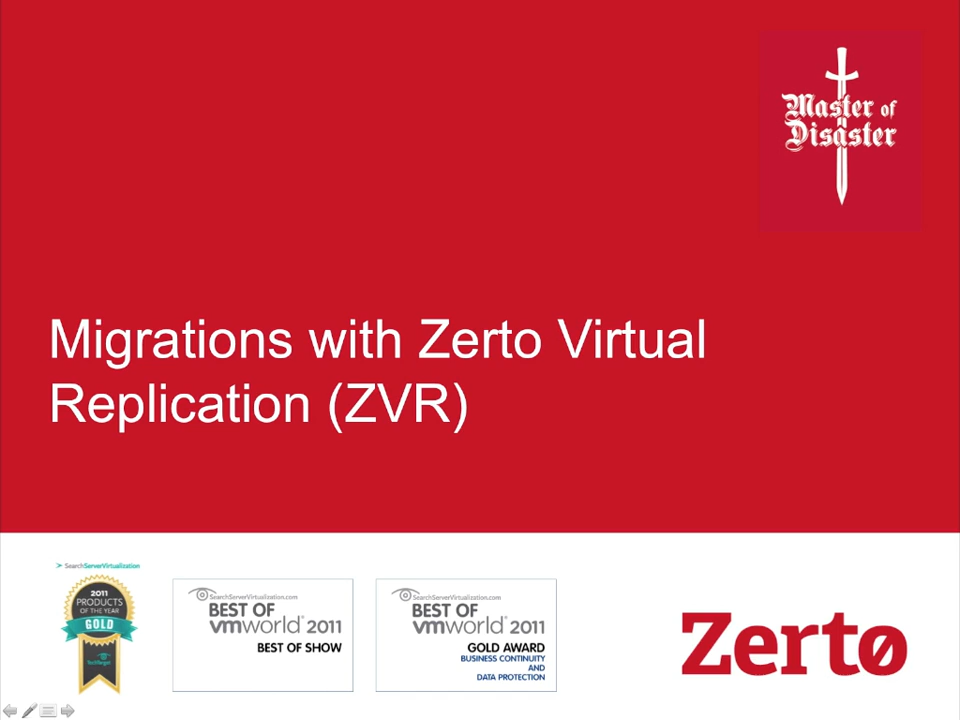 Master of
Disaster
Migrations with Zerto Virtual
Replication (ZVR)
SearchServerVirtualization
2011
PRODUCTS
OF THE YEAR
GOLD
TechTarget
SearchServerVirtualization.com
BEST OF
vmworld® 2011
BEST OF SHOW
SearchServerVirtualization.com
BEST OF
vmworld® 2011
GOLD AWARD
BUSINESS CONTINUITY
AND
DATA PROTECTION
Zertø